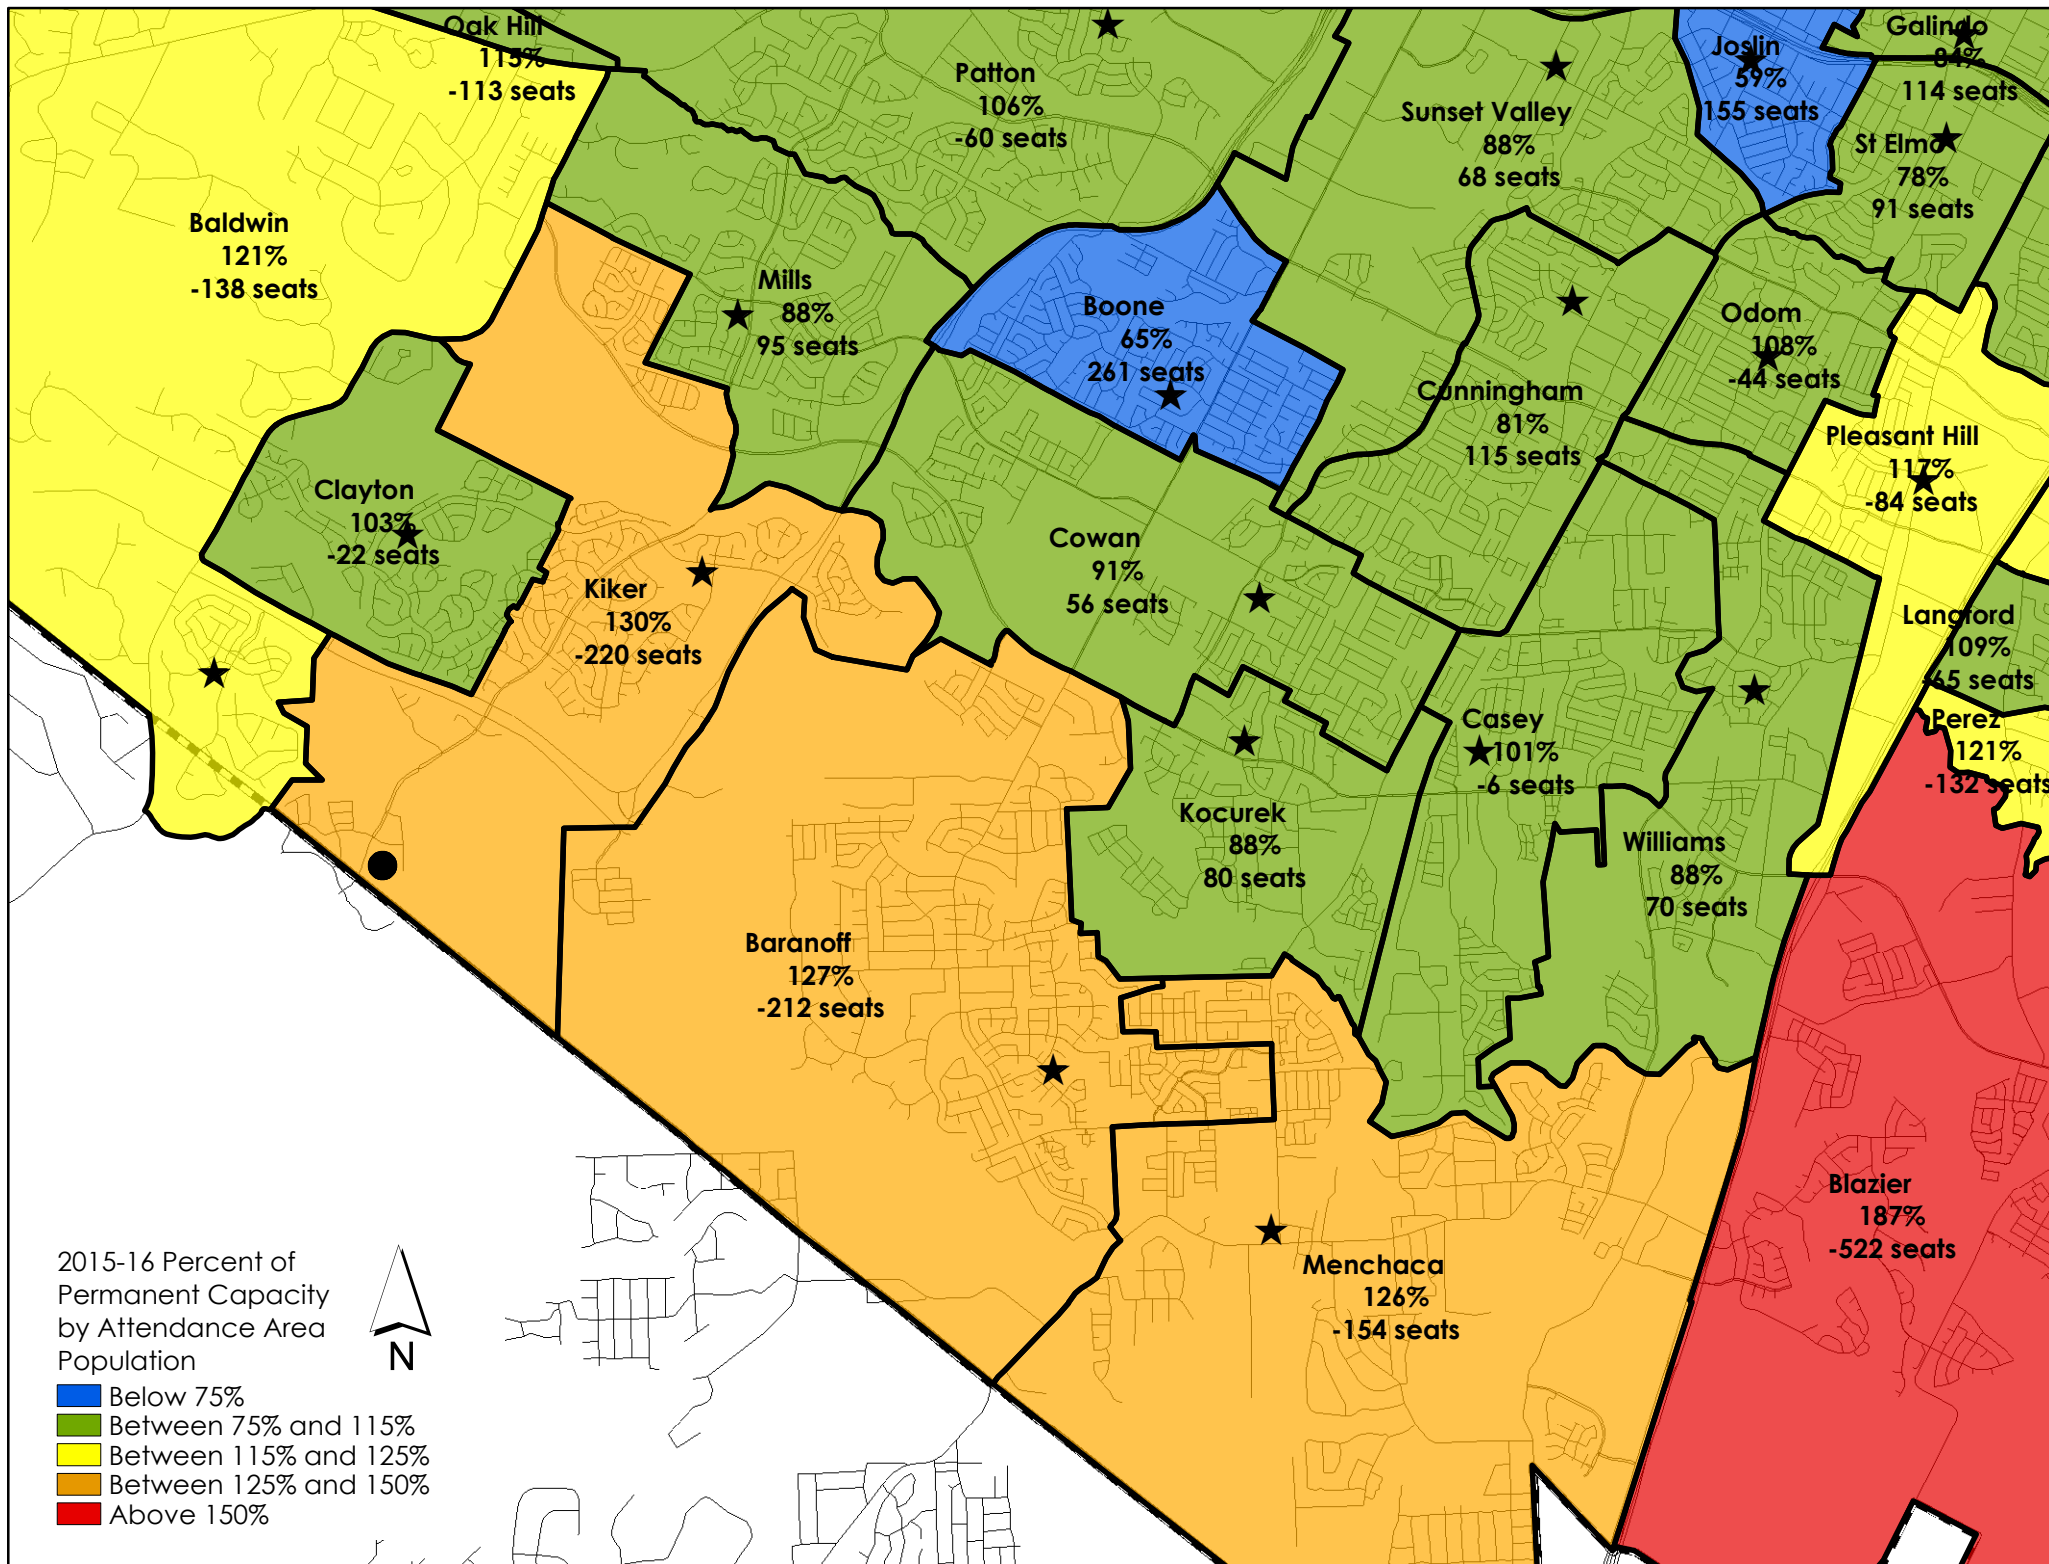 Oak Hill
115%
-113 seats
Patton
106%
-60 seats
Sunset Valley
88%
68 seats
Joslin
59%
155 seats
Galindo
84%
114 seats
St Elmo
78%
91 seats
Baldwin
121%
-138 seats
Mills
88%
95 seats
Boone
65%
261 seats
Cunningham
81%
115 seats
Odom
108%
-44 seats
Pleasant Hill
117%
-84 seats
Clayton
103%
-22 seats
Kiker
130%
-220 seats
Cowan
91%
56 seats
Langford
109%
-65 seats
Perez
121%
-132 seats
Casey
101%
-6 seats
Kocurek
88%
80 seats
Williams
88%
70 seats
Baranoff
127%
-212 seats
Blazier
187%
-522 seats
Menchaca
126%
-154 seats
2015-16 Percent of
Permanent Capacity
by Attendance Area
Population
N
Below 75%
Between 75% and 115%
Between 115% and 125%
Between 125% and 150%
Above 150%